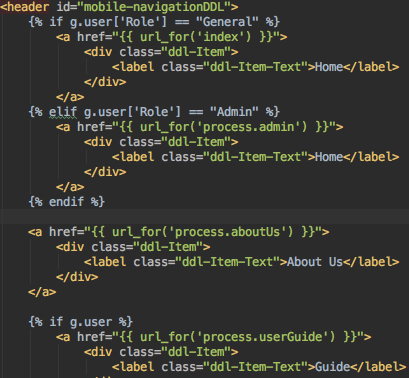 <header id="mobile-navigationDDL">
{% if g.user['Role'] == "General" %}
<a href="{{ url_for('index') }}">
<div class="ddl-Item">
<label class="ddl-Item-Text">Home</label>
</div>
</a>
{% elif g.user['Role'] == "Admin" %}
<a href="{{ url_for('process.admin') }}">
<div class="ddl-Item">
<label class="ddl-Item-Text">Home</label>
</div>
</a>
{% endif %}
<a href="{{ url_for('process.aboutUs') }}">
<div class="ddl-Item">
<label class="ddl-Item-Text">About Us</label>
</div>
</a>
{% if g.user %}
<a href="{{ url_for('process.userGuide') }}">
<div class="ddl-Item">
<label class="ddl-Item-Text">Guide</label>